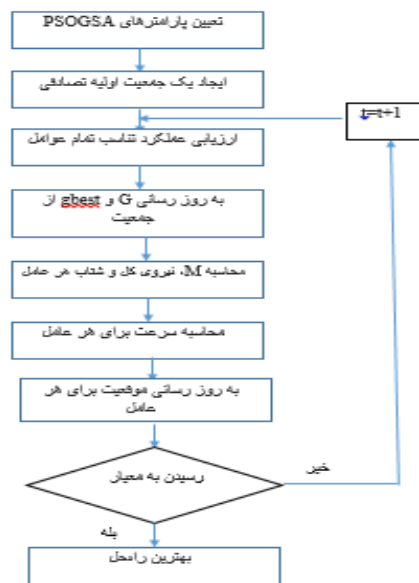 تعیین پارامترهای PSOGSA
ایجاد یک جمعیت اولیه تصادفی
t=t+1
ارزیابی عملکرد تناسب تمام عوامل
به روز رسانی G و gbest از
جمعیت
محاسبه M، نیروی کل و شتاب هر عامل
محاسبه سرعت برای هر عامل
به روز رسانی موقعیت برای هر
عامل
رسیدن به معیار
خیر
بله
بهترین راه‌حل